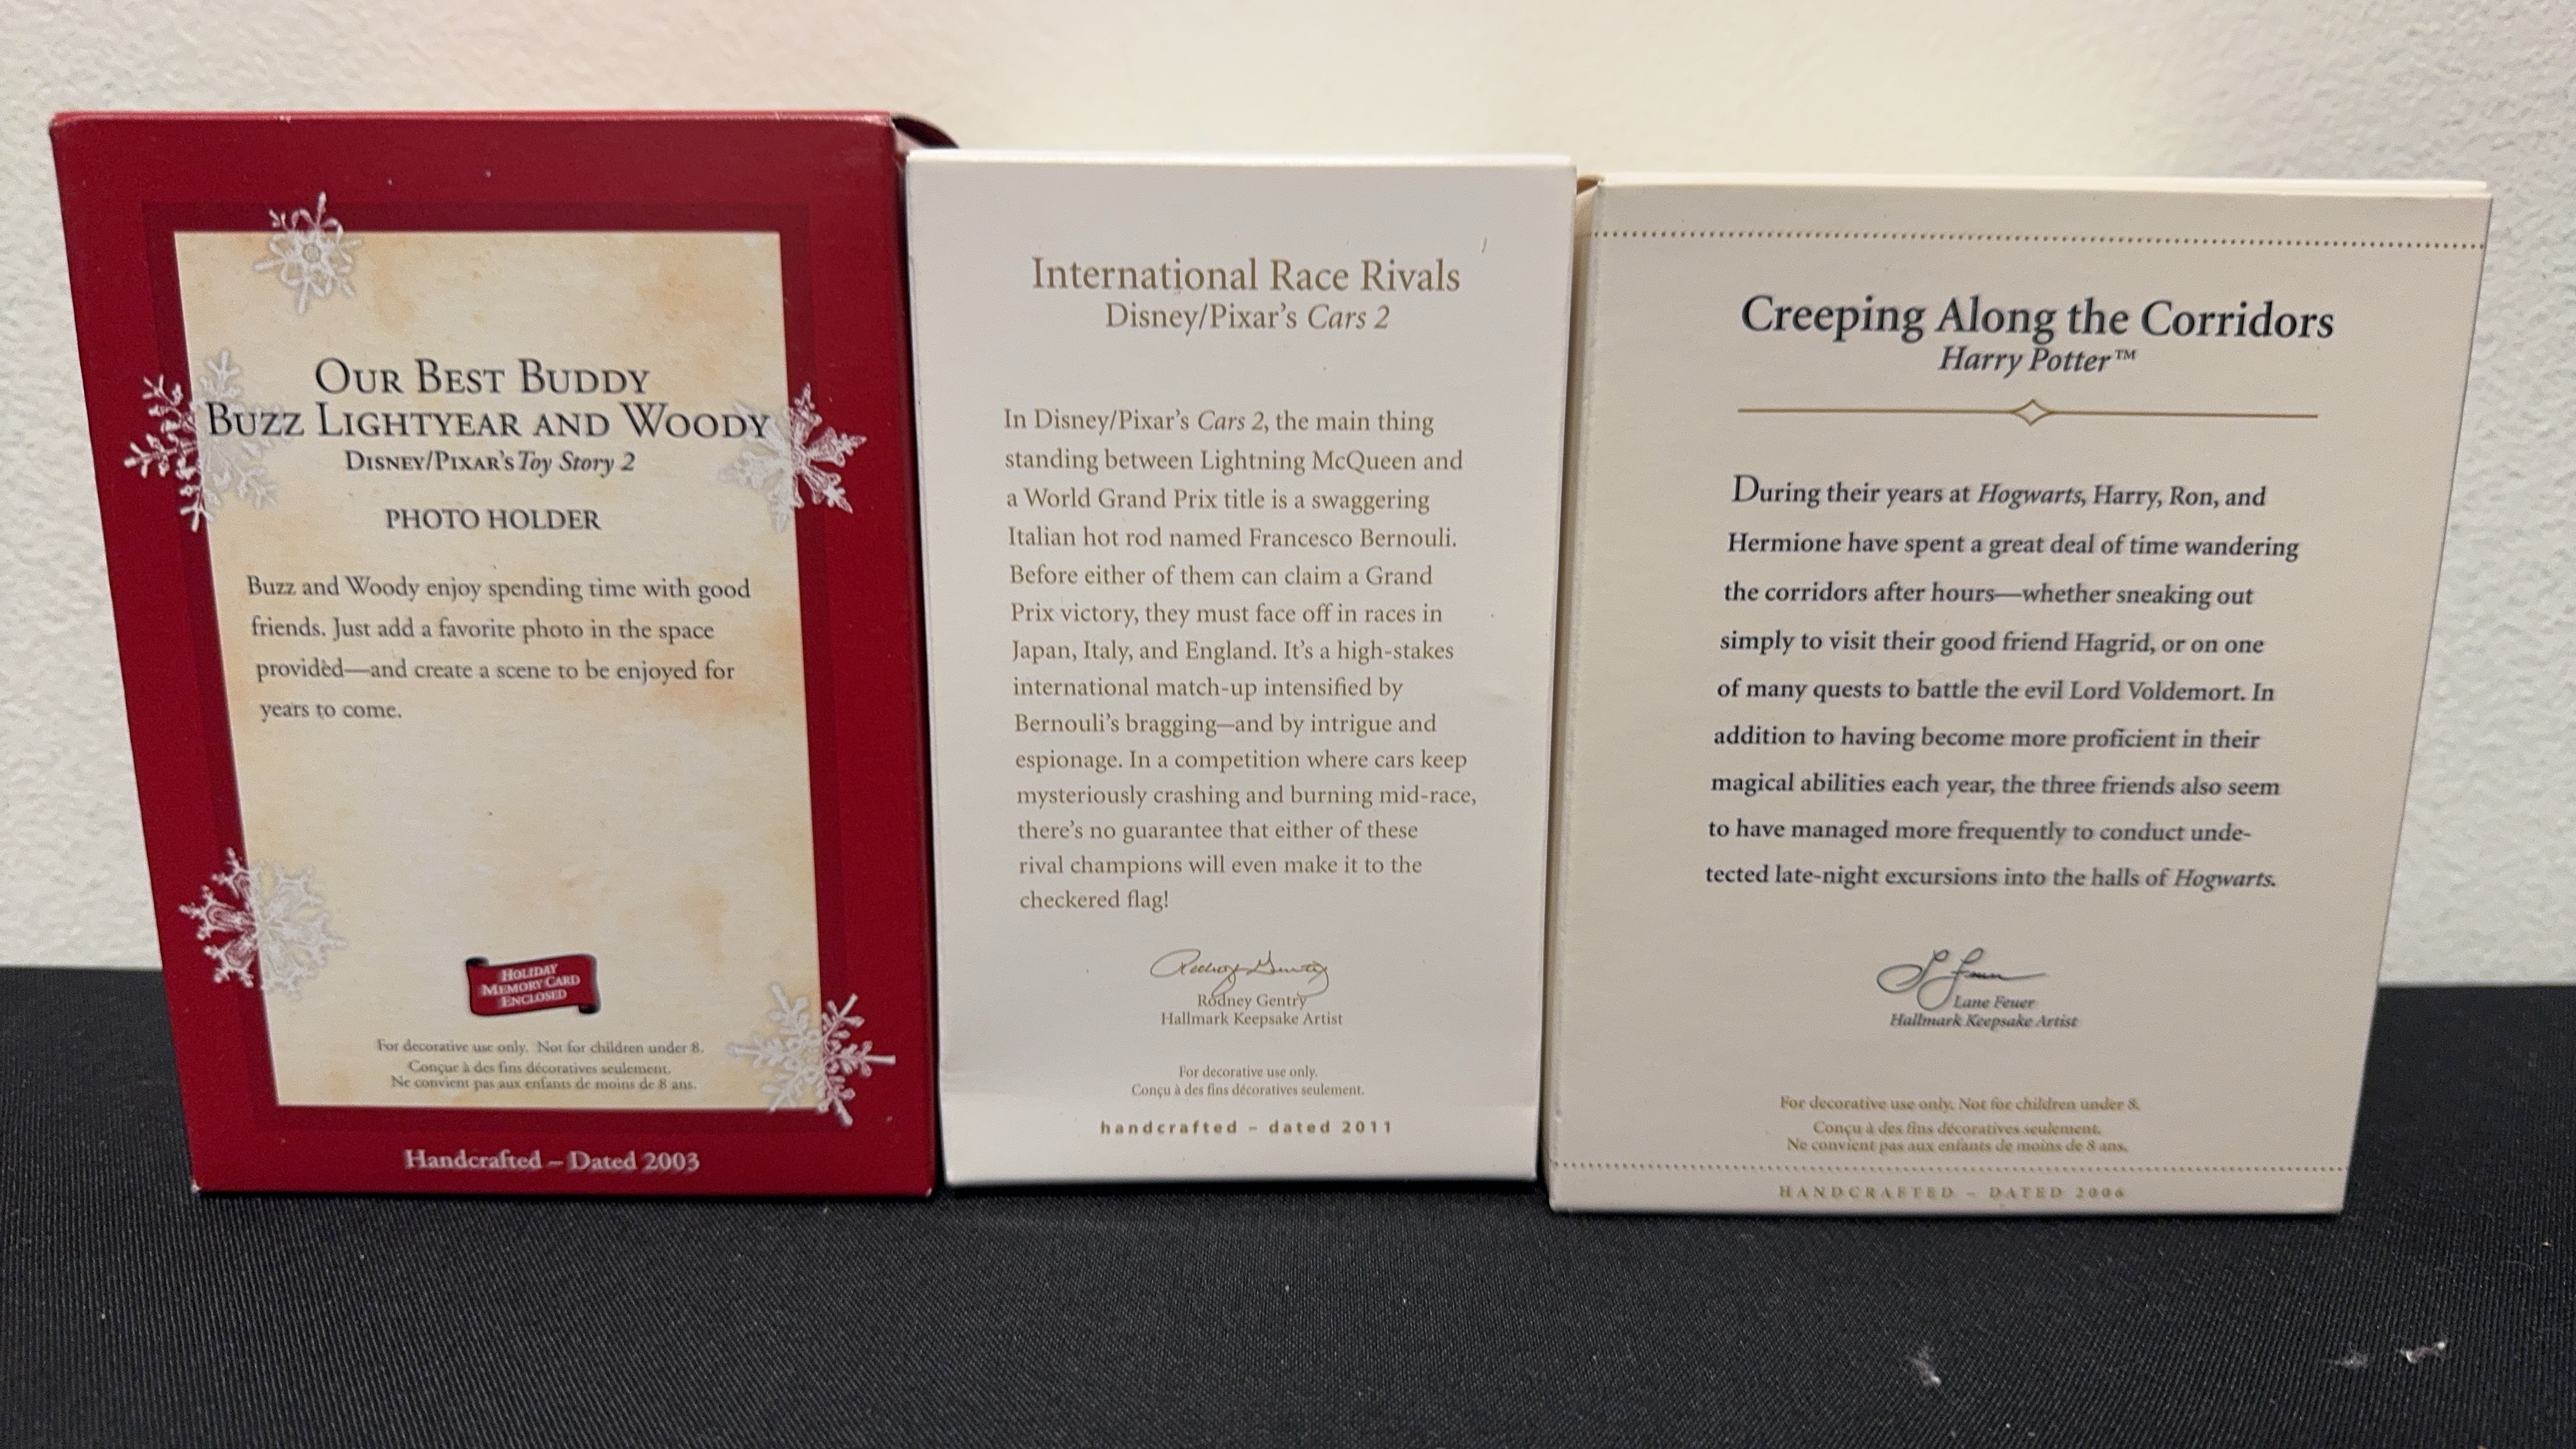 OUR BEST BUDDY
BUZZ LIGHTYEAR AND WOODY
DISNEY/PIXAR'S Toy Story 2
PHOTO HOLDER
Buzz and Woody enjoy spending time with good
friends. Just add a favorite photo in the space
provided—and create a scene to be enjoyed for
years to come.
HOLIDAY
MEMORY CARD
ENCLOSED
For decorative use only. Not for children under 8.
Conçue à des fins décoratives seulement.
Ne convient pas aux enfants de moins de 8 ans.
Handcrafted – Dated 2003
International Race Rivals
Disney/Pixar's Cars 2
In Disney/Pixar's Cars 2, the main thing
standing between Lightning McQueen and
a World Grand Prix title is a swaggering
Italian hot rod named Francesco Bernouli.
Before either of them can claim a Grand
Prix victory, they must face off in races in
Japan, Italy, and England. It's a high-stakes
international match-up intensified by
Bernouli's bragging—and by intrigue and
espionage. In a competition where cars keep
mysteriously crashing and burning mid-race,
there's no guarantee that either of these
rival champions will even make it to the
checkered flag!
Rodney Gentry
Rodney Gentry
Hallmark Keepsake Artist
For decorative use only.
Conçu à des fins décoratives seulement.
handcrafted – dated 2011
Creeping Along the Corridors
Harry Potter™
During their years at Hogwarts, Harry, Ron, and
Hermione have spent a great deal of time wandering
the corridors after hours—whether sneaking out
simply to visit their good friend Hagrid, or on one
of many quests to battle the evil Lord Voldemort. In
addition to having become more proficient in their
magical abilities each year, the three friends also seem
to have managed more frequently to conduct unde-
tected late-night excursions into the halls of Hogwarts.
Lane Feuer
Hallmark Keepsake Artist
For decorative use only. Not for children under 8.
Conçu à des fins décoratives seulement.
Ne convient pas aux enfants de moins de 8 ans.
HANDCRAFTED – DATED 2006